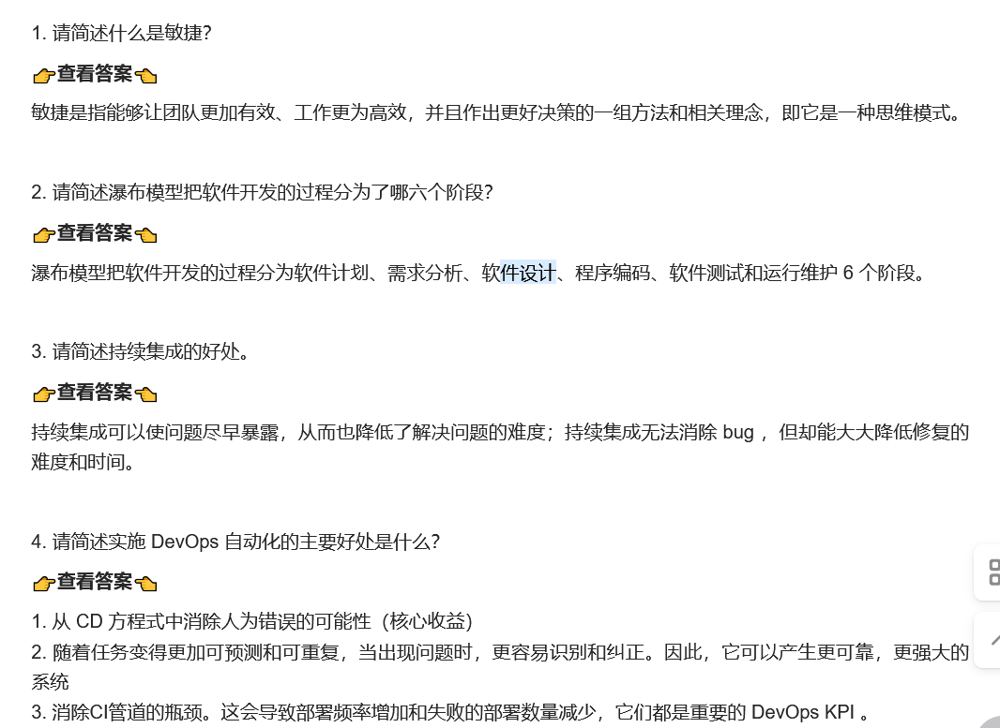 1. 请简述什么是敏捷？
👉查看答案👈
敏捷是指能够让团队更加有效、工作更为高效，并且作出更好决策的一组方法和相关理念，即它是一种思维模式。
2. 请简述瀑布模型把软件开发的过程分为了哪六个阶段？
👉查看答案👈
瀑布模型把软件开发的过程分为软件计划、需求分析、软件设计、程序编码、软件测试和运行维护 6 个阶段。
3. 请简述持续集成的好处。
👉查看答案👈
持续集成可以使问题尽早暴露，从而也降低了解决问题的难度；持续集成无法消除 bug ，但却能大大降低修复的
难度和时间。
4. 请简述实施 DevOps 自动化的主要好处是什么？
👉查看答案👈
1. 从 CD 方程式中消除人为错误的可能性（核心收益）
2. 随着任务变得更加可预测和可重复，当出现问题时，更容易识别和纠正。因此，它可以产生更可靠，更强大的
系统
3. 消除CI管道的瓶颈。这会导致部署频率增加和失败的部署数量减少，它们都是重要的 DevOps KPI 。